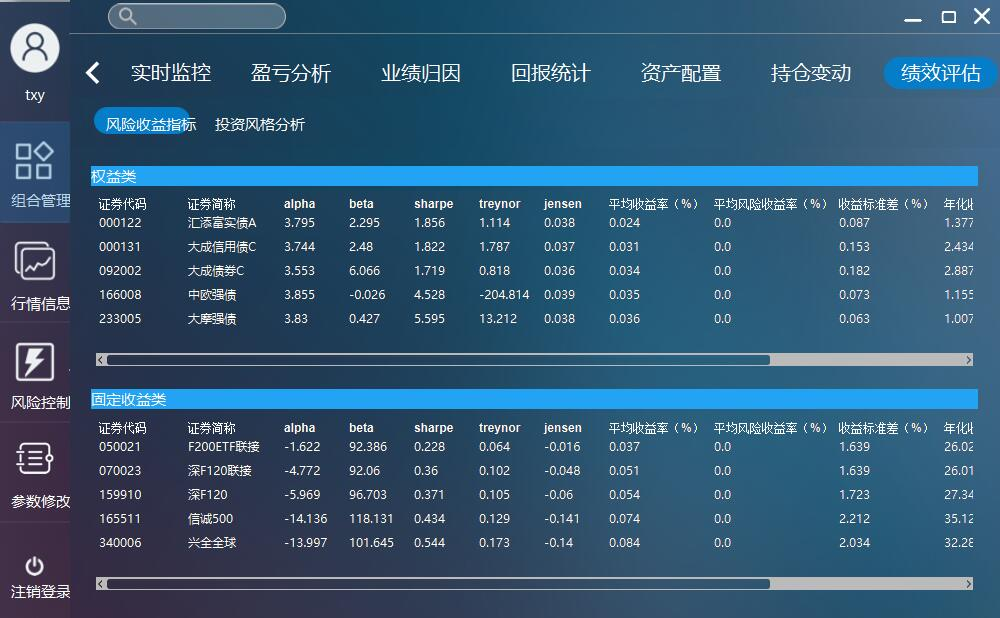 txy
组合管理
行情信息
风险控制
参数修改
注销登录
实时监控 盈亏分析 业绩归因 回报统计 资产配置 持仓变动 绩效评估
风险收益指标 投资风格分析
权益类
证券代码 证券简称 alpha beta sharpe treynor jensen 平均收益率（%） 平均风险收益率（%） 收益标准差（%） 年化
000122 汇添富实债A 3.795 2.295 1.856 1.114 0.038 0.024 0.0 0.087 1.377
000131 大成信用债C 3.744 2.48 1.822 1.787 0.037 0.031 0.0 0.153 2.434
092002 大成债券C 3.553 6.066 1.719 0.818 0.036 0.034 0.0 0.182 2.887
166008 中欧强债 3.855 -0.026 4.528 -204.814 0.039 0.035 0.0 0.073 1.155
233005 大摩强债 3.83 0.427 5.595 13.212 0.038 0.036 0.0 0.063 1.007
固定收益类
证券代码 证券简称 alpha beta sharpe treynor jensen 平均收益率（%） 平均风险收益率（%） 收益标准差（%） 年化
050021 F200ETF联接 -1.622 92.386 0.228 0.064 -0.016 0.037 0.0 1.639 26.02
070023 深F120联接 -4.772 92.06 0.36 0.102 -0.048 0.051 0.0 1.639 26.01
159910 深F120 -5.969 96.703 0.371 0.105 -0.06 0.054 0.0 1.723 27.34
165511 信诚500 -14.136 118.131 0.434 0.129 -0.141 0.074 0.0 2.212 35.12
340006 兴全全球 -13.997 101.645 0.544 0.173 -0.14 0.084 0.0 2.034 32.28